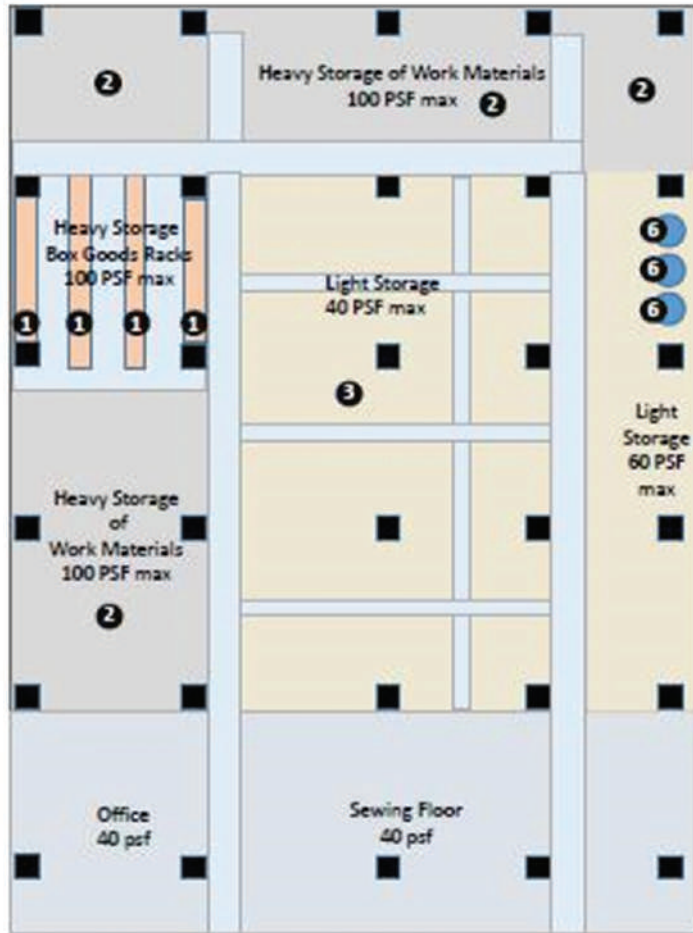 2
Heavy Storage of Work Materials
100 PSF max
2
2
Heavy Storage
Box Goods Racks
100 PSF max
1
1
1
1
Light Storage
40 PSF max
3
6
6
6
Light
Storage
60 PSF
max
Heavy Storage
of
Work Materials
100 PSF max
2
Office
40 psf
Sewing Floor
40 psf